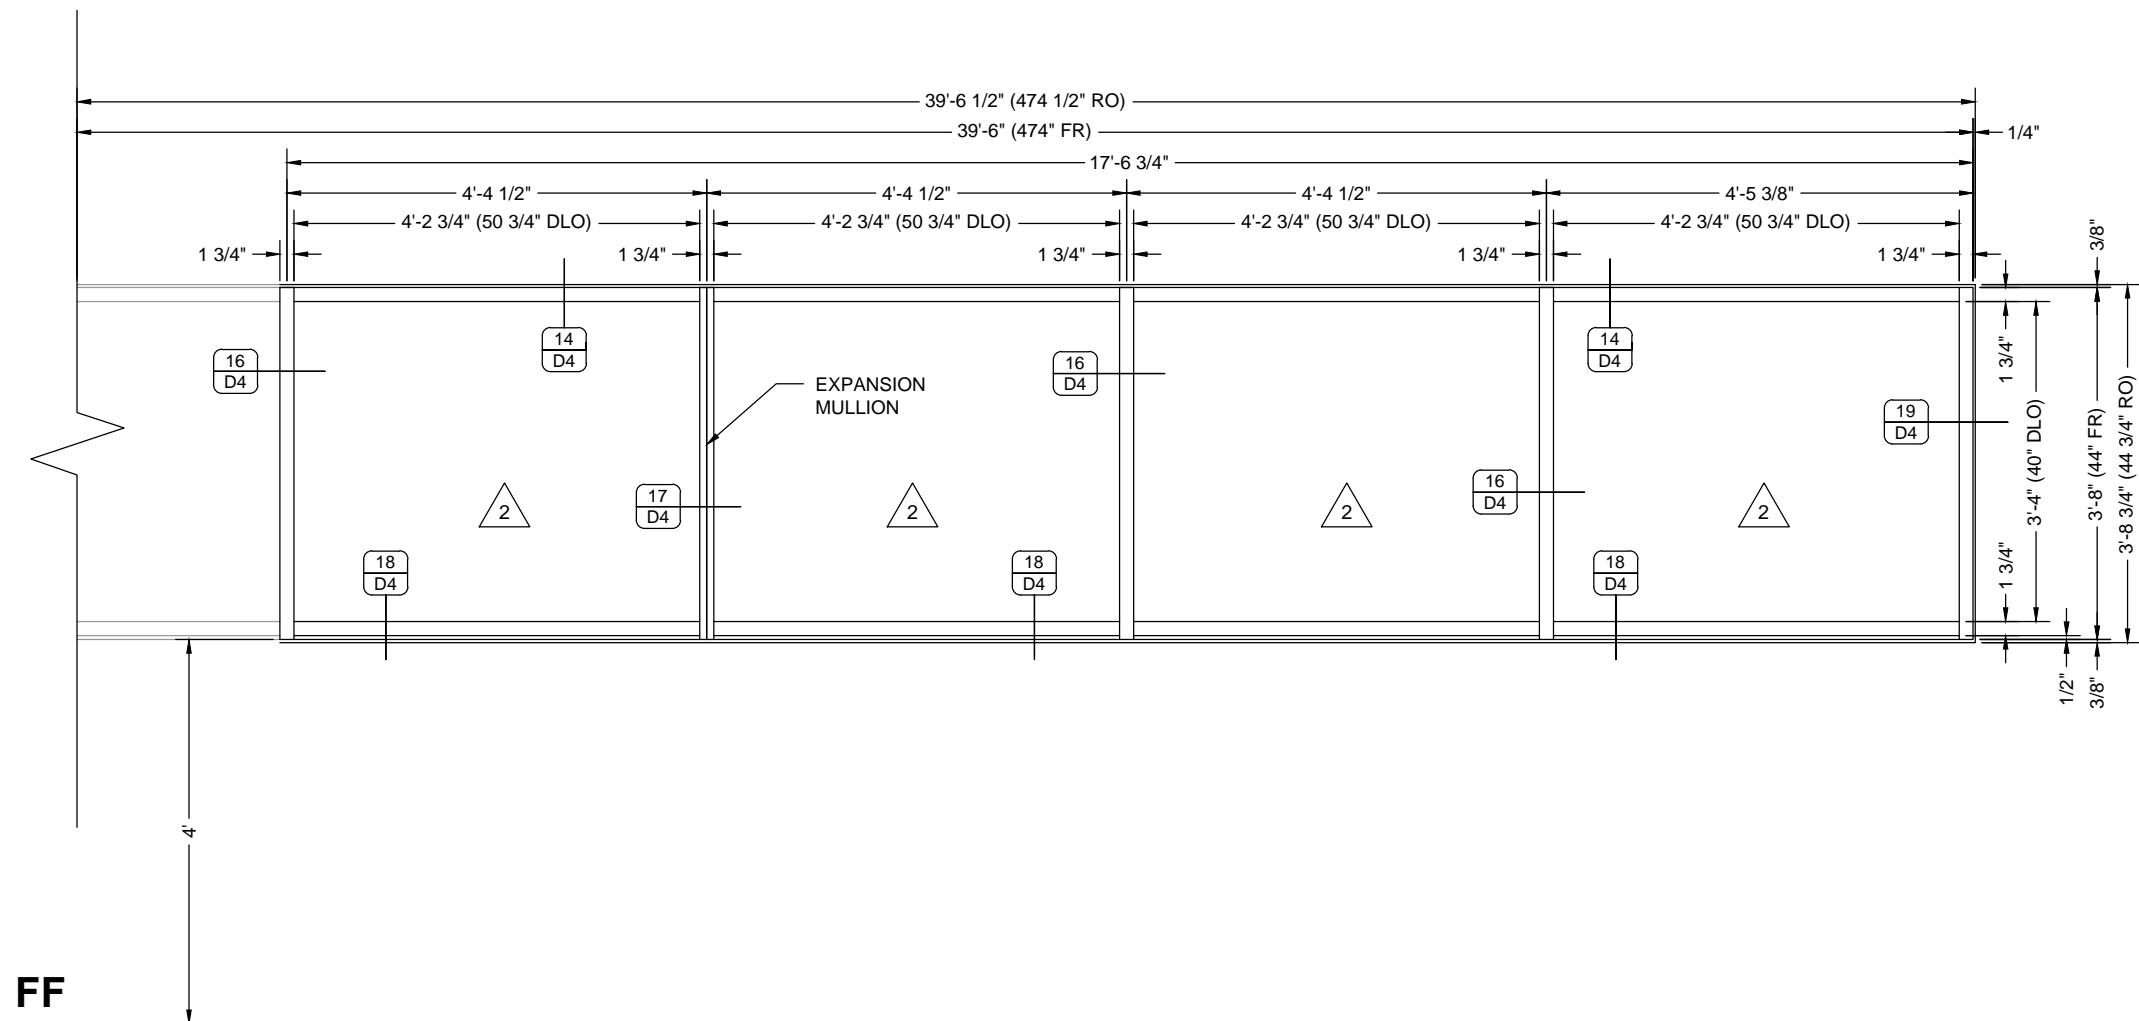 39'-6 1/2" (474 1/2" RO)
39'-6" (474" FR)
1/4"
17'-6 3/4"
4'-4 1/2"
4'-4 1/2"
4'-4 1/2"
4'-5 3/8"
4'-2 3/4" (50 3/4" DLO)
4'-2 3/4" (50 3/4" DLO)
4'-2 3/4" (50 3/4" DLO)
4'-2 3/4" (50 3/4" DLO)
1 3/4"
1 3/4"
1 3/4"
1 3/4"
1 3/4"
3/8"
14
D4
14
D4
16
D4
16
D4
EXPANSION
MULLION
19
D4
1 3/4"
3'-4" (40" DLO)
3'-8" (44" FR)
3'-8 3/4" (44 3/4" RO)
17
D4
16
D4
2
2
2
2
18
D4
18
D4
18
D4
1 3/4"
1/2"
3/8"
4'
FF